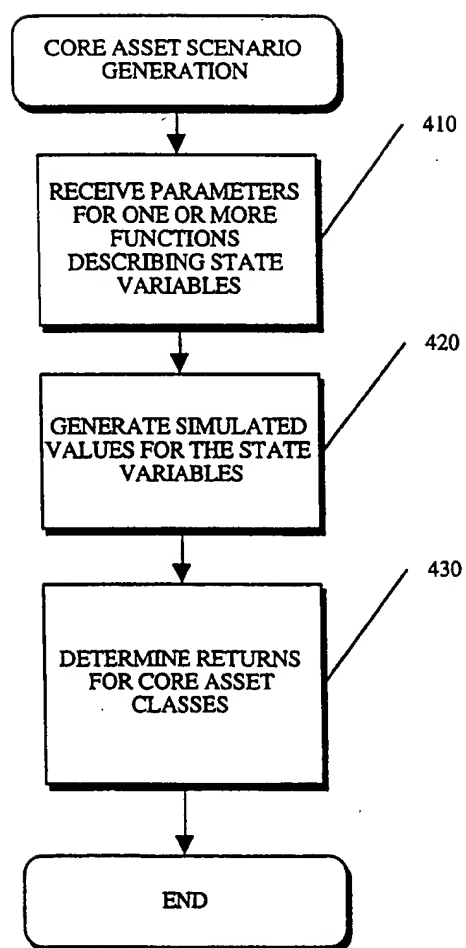 CORE ASSET SCENARIO
GENERATION
410
RECEIVE PARAMETERS
FOR ONE OR MORE
FUNCTIONS
DESCRIBING STATE
VARIABLES
420
GENERATE SIMULATED
VALUES FOR THE STATE
VARIABLES
430
DETERMINE RETURNS
FOR CORE ASSET
CLASSES
END